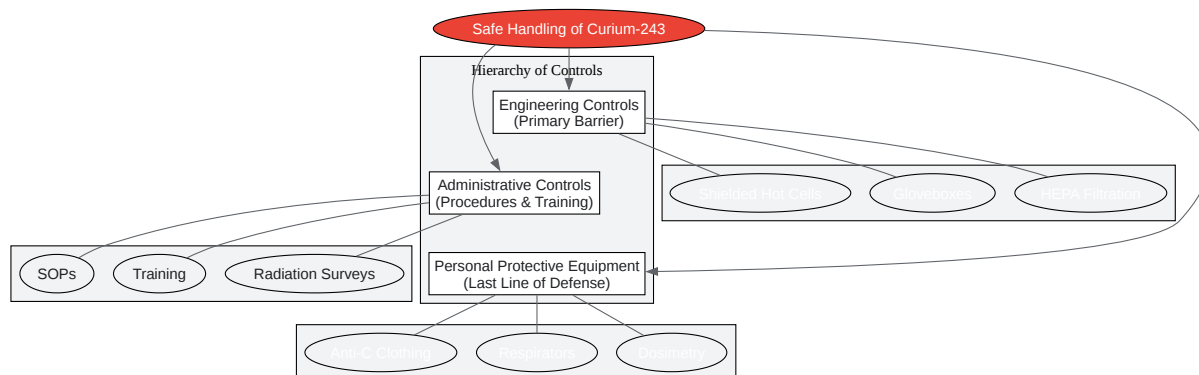 Safe Handling of Curium-243
Hierarchy of Controls
Engineering Controls
(Primary Barrier)
Shielded Hot Cells
Gloveboxes
HEPA Filtration
Administrative Controls
(Procedures & Training)
SOPs
Training
Radiation Surveys
Personal Protective Equipment
(Last Line of Defense)
Anti-C Clothing
Respirators
Dosimetry